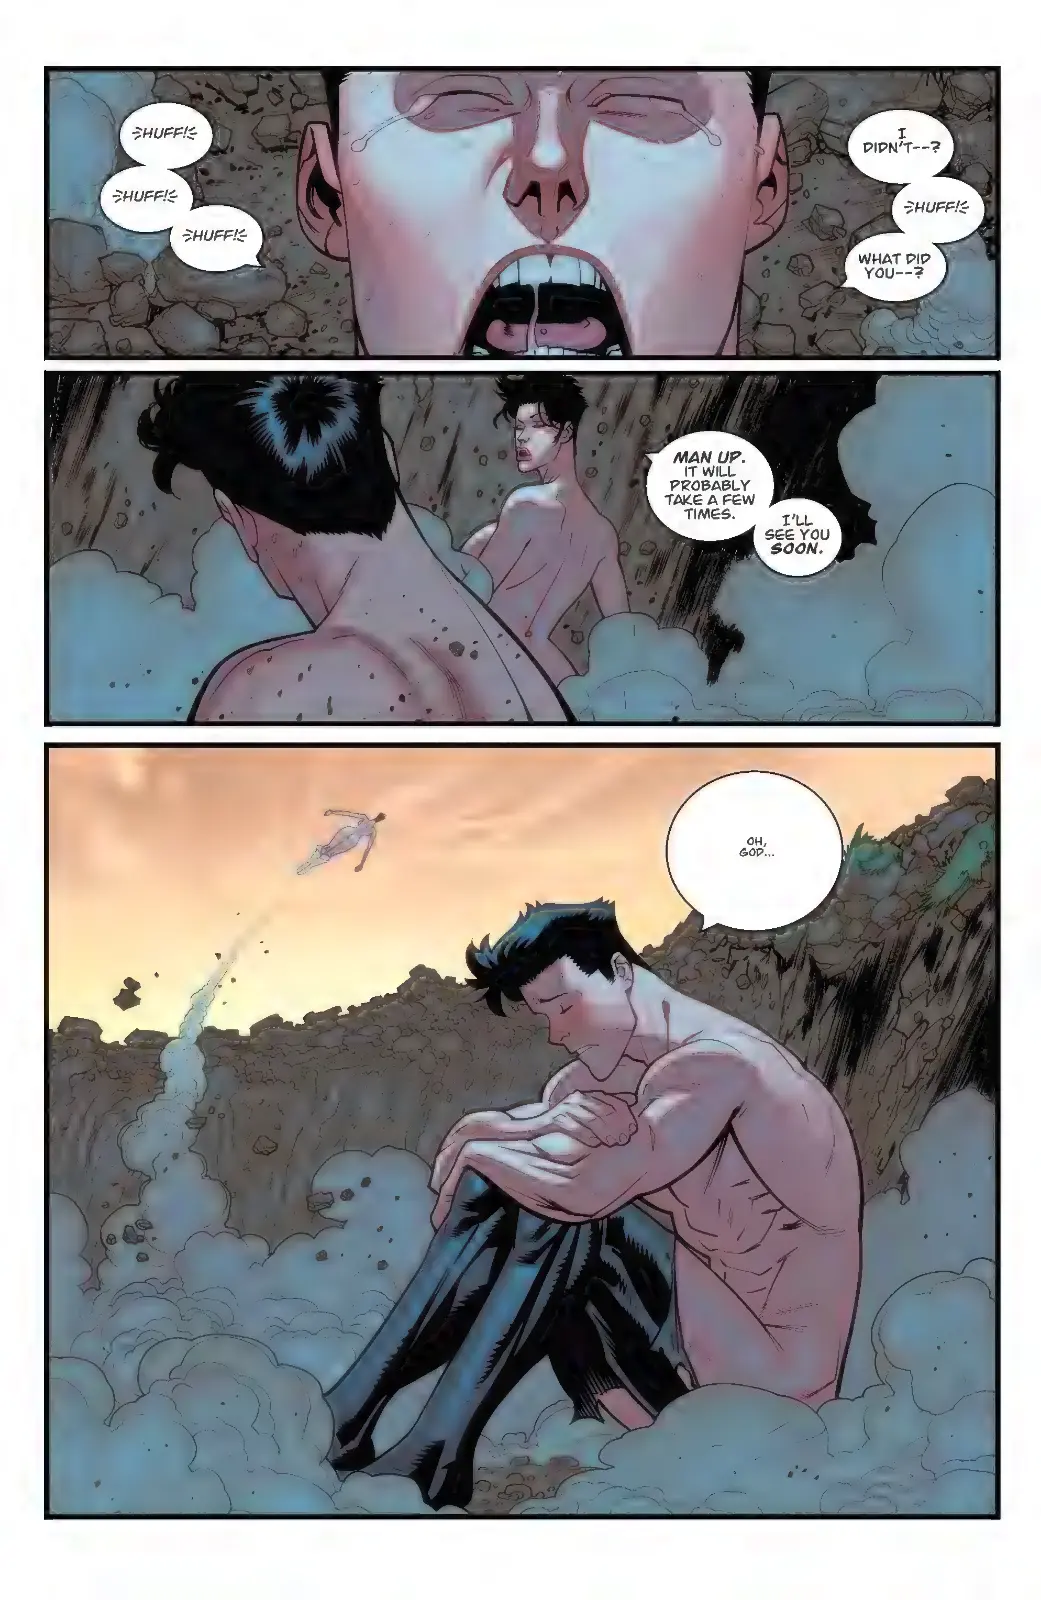 HUFF!
HUFF!
HUFF!
I
DIDN'T--?
HUFF!
WHAT DID
YOU--?
MAN UP.
IT WILL
PROBABLY
TAKE A FEW
TIMES.
I'LL
SEE YOU
SOON.
OH,
GOD...